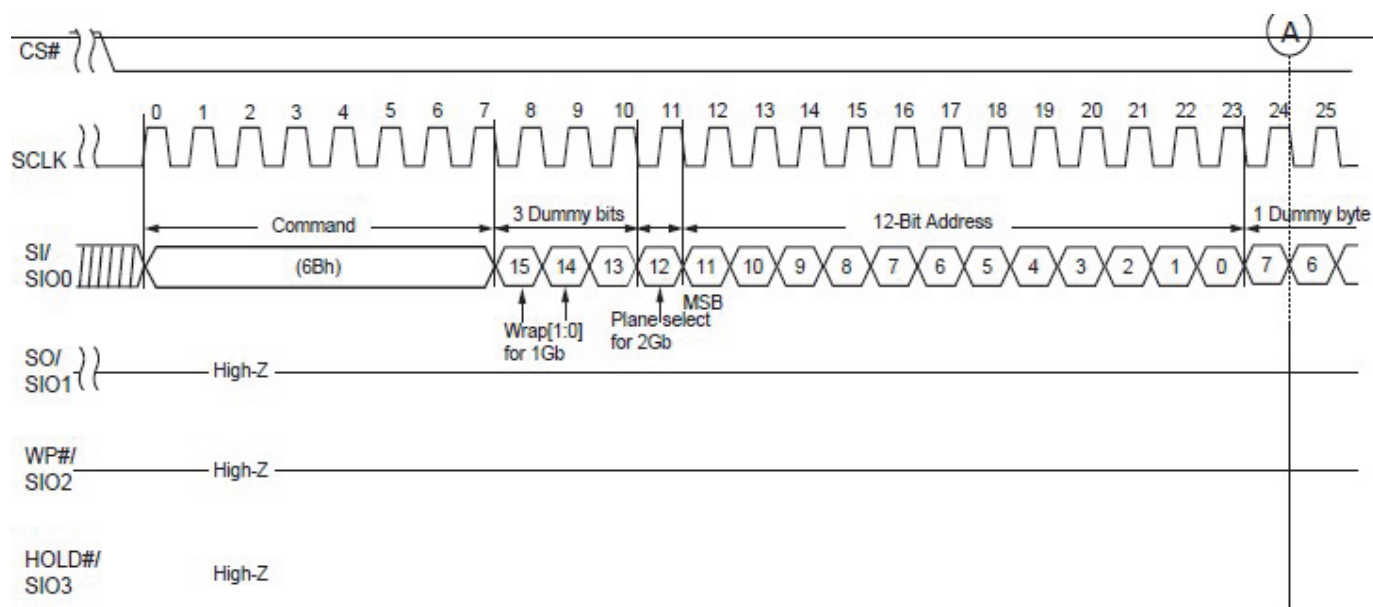 A
CS#
0 1 2 3 4 5 6 7 8 9 10 11 12 13 14 15 16 17 18 19 20 21 22 23 24 25
SCLK
Command 3 Dummy bits 12-Bit Address 1 Dummy byte
SI/
SIO0
(6Bh) 15 14 13 12 11 10 9 8 7 6 5 4 3 2 1 0 7 6
MSB
Wrap[1:0]
for 1Gb
Plane select
for 2Gb
SO/
SIO1
High-Z
WP#/
SIO2
High-Z
HOLD#/
SIO3
High-Z